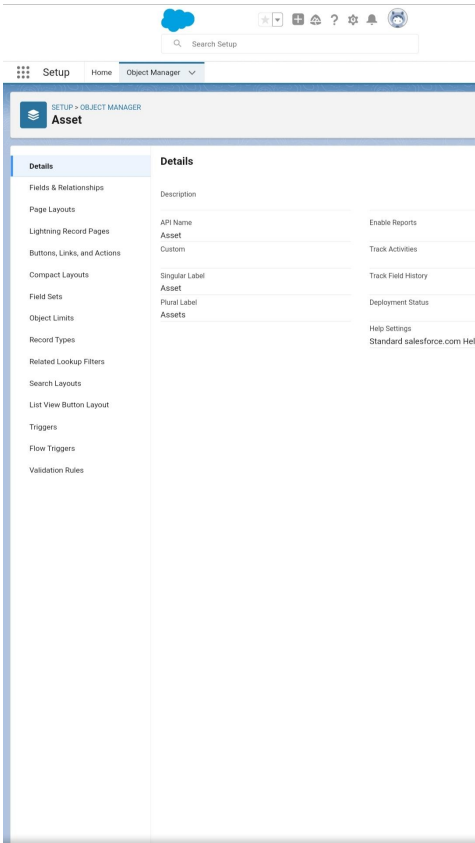 Search Setup
Setup
Home
Object Manager
SETUP > OBJECT MANAGER
Asset
Details
Fields & Relationships
Page Layouts
Lightning Record Pages
Buttons, Links, and Actions
Compact Layouts
Field Sets
Object Limits
Record Types
Related Lookup Filters
Search Layouts
List View Button Layout
Triggers
Flow Triggers
Validation Rules
Details
Description
API Name
Asset
Custom
Singular Label
Asset
Plural Label
Assets
Enable Reports
Track Activities
Track Field History
Deployment Status
Help Settings
Standard salesforce.com Hel